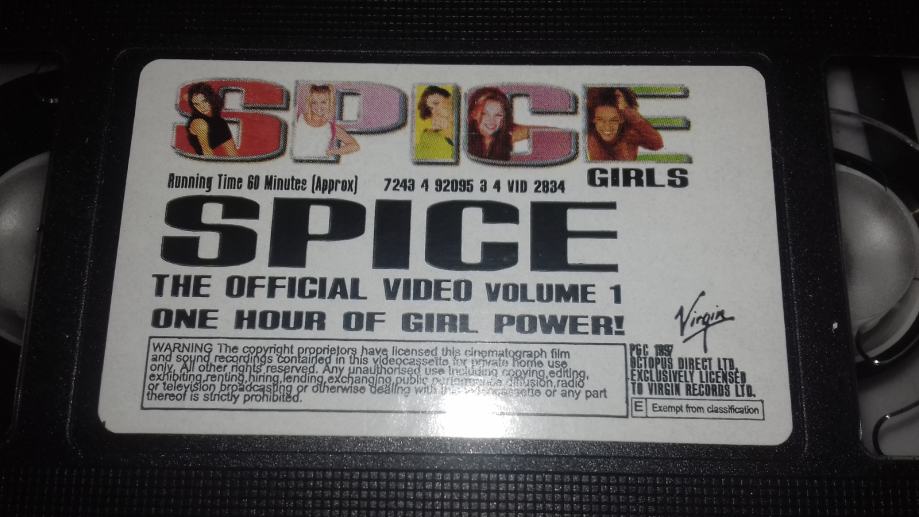 SPICE
GIRLS
Running Time 60 Minutes (Approx) 7243 4 92095 3 4 VID 2834
SPICE
THE OFFICIAL VIDEO VOLUME 1
ONE HOUR OF GIRL POWER!
Virgin
WARNING The copyright proprietors have licensed this cinematograph film
and sound recordings contained in this videocassette for private home use
only. All other rights reserved. Any unauthorised use including copying,editing,
exhibiting,renting,hiring,lending,exchanging,public performance diffusion,radio
or television broadcasting or otherwise dealing with this videocassette or any part
thereof is strictly prohibited.
P&C 1997
OCTOPUS DIRECT LTD.
EXCLUSIVELY LICENSED
TO VIRGIN RECORDS LTD.
E Exempt from classification